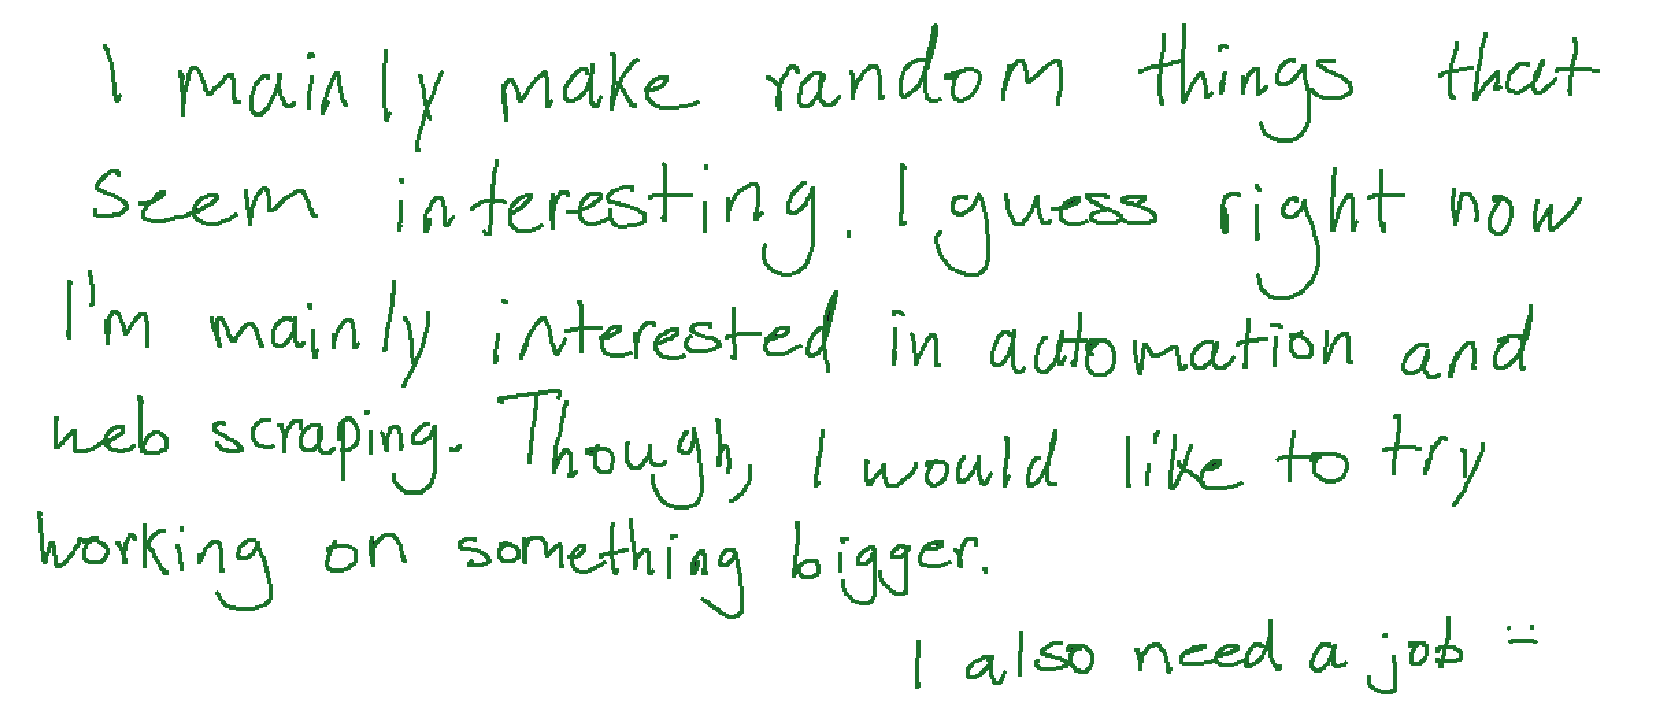 I mainly make random things that
seem interesting. I guess right now
I'm mainly interested in automation and
web scraping. Though, I would like to try
working on something bigger.
I also need a job :|